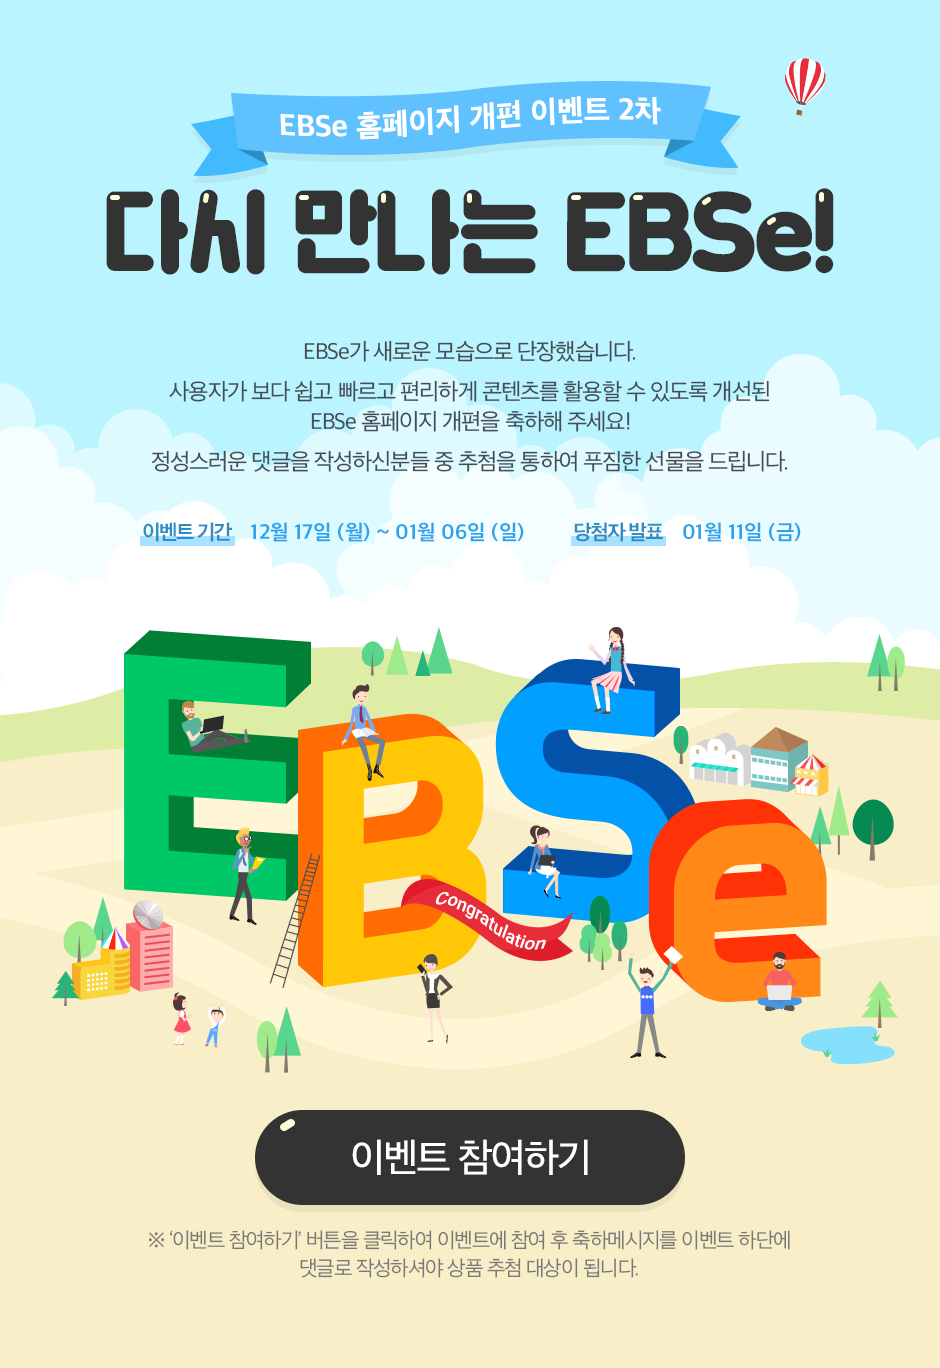 EBSe 홈페이지 개편 이벤트 2차
다시 만나는 EBSe!
EBSe가 새로운 모습으로 단장했습니다.
사용자가 보다 쉽고 빠르고 편리하게 콘텐츠를 활용할 수 있도록 개선된
EBSe 홈페이지 개편을 축하해 주세요!
정성스러운 댓글을 작성하신분들 중 추첨을 통하여 푸짐한 선물을 드립니다.
이벤트 기간 12월 17일 (월) ~ 01월 06일 (일) 당첨자 발표 01월 11일 (금)
EBSe
Congratulation
이벤트 참여하기
※ ‘이벤트 참여하기’ 버튼을 클릭하여 이벤트에 참여 후 축하메시지를 이벤트 하단에
댓글로 작성하셔야 상품 추첨 대상이 됩니다.